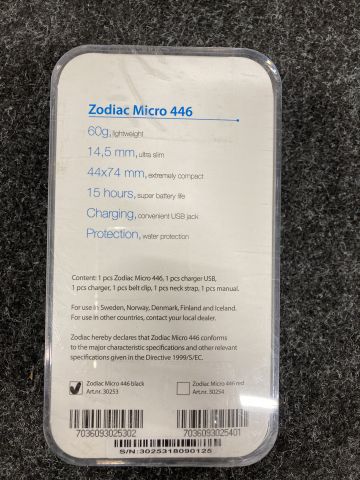 Zodiac Micro 446
60g, lightweight
14,5 mm, ultra slim
44x74 mm, extremely compact
15 hours, super battery life
Charging, convenient USB jack
Protection, water protection
Content: 1 pcs Zodiac Micro 446, 1 pcs charger USB,
1 pcs charger, 1 pcs belt clip, 1 pcs neck strap, 1 pcs manual.
For use in Sweden, Norway, Denmark, Finland and Iceland.
For use in other countries, contact your local dealer.
Zodiac hereby declares that Zodiac Micro 446 conforms
to the major characteristic specifications and other relevant
specifications given in the Directive 1999/5/EC.
Zodiac Micro 446 black
Art.nr. 30253
Zodiac Micro 446 red
Art.nr. 30254
7036093025302
7036093025401
S/N:3025318090125